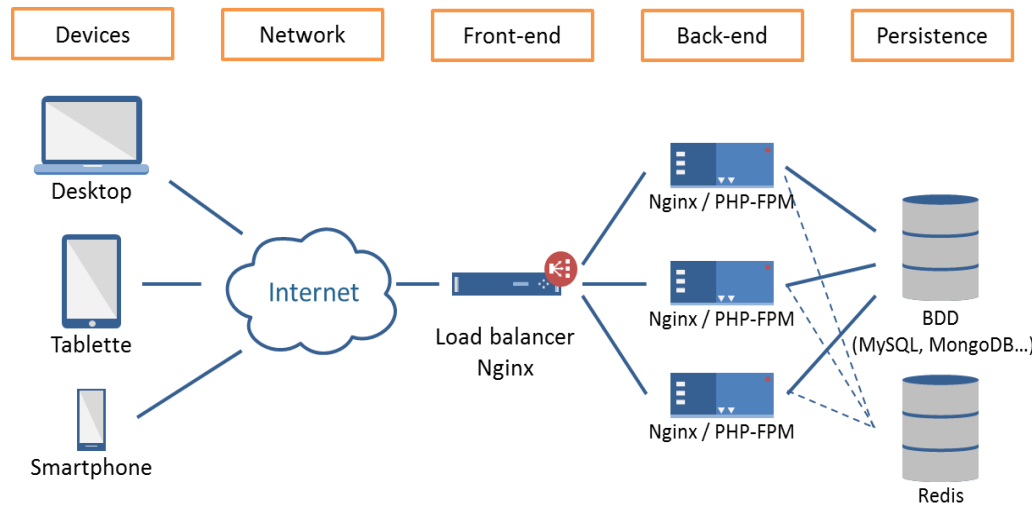 Devices
Network
Front-end
Back-end
Persistence
Desktop
Tablette
Smartphone
Internet
Load balancer
Nginx
Nginx / PHP-FPM
Nginx / PHP-FPM
Nginx / PHP-FPM
BDD
(MySQL, MongoDB...)
Redis